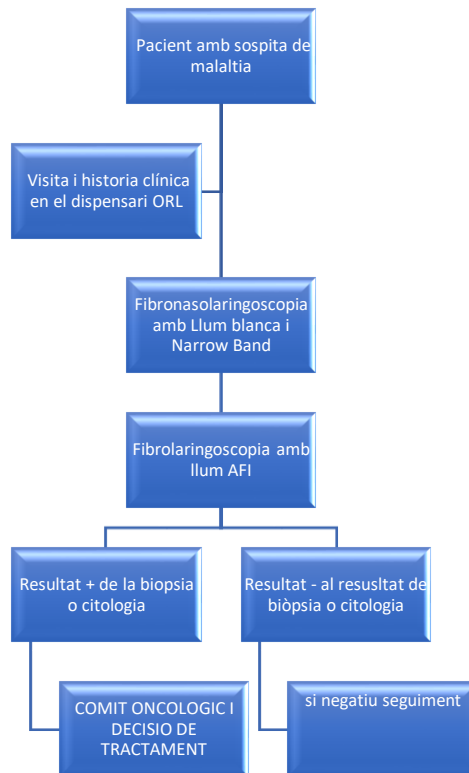 Pacient amb sospita de
malaltia
Visita i historia clínica
en el dispensari ORL
Fibronasolaringoscopia
amb Llum blanca i
Narrow Band
Fibrolaringoscopia amb
llum AFI
Resultat + de la biopsia
o citologia
Resultat - al resusltat de
biòpsia o citologia
COMIT ONCOLOGIC I
DECISIO DE
TRACTAMENT
si negatiu seguiment